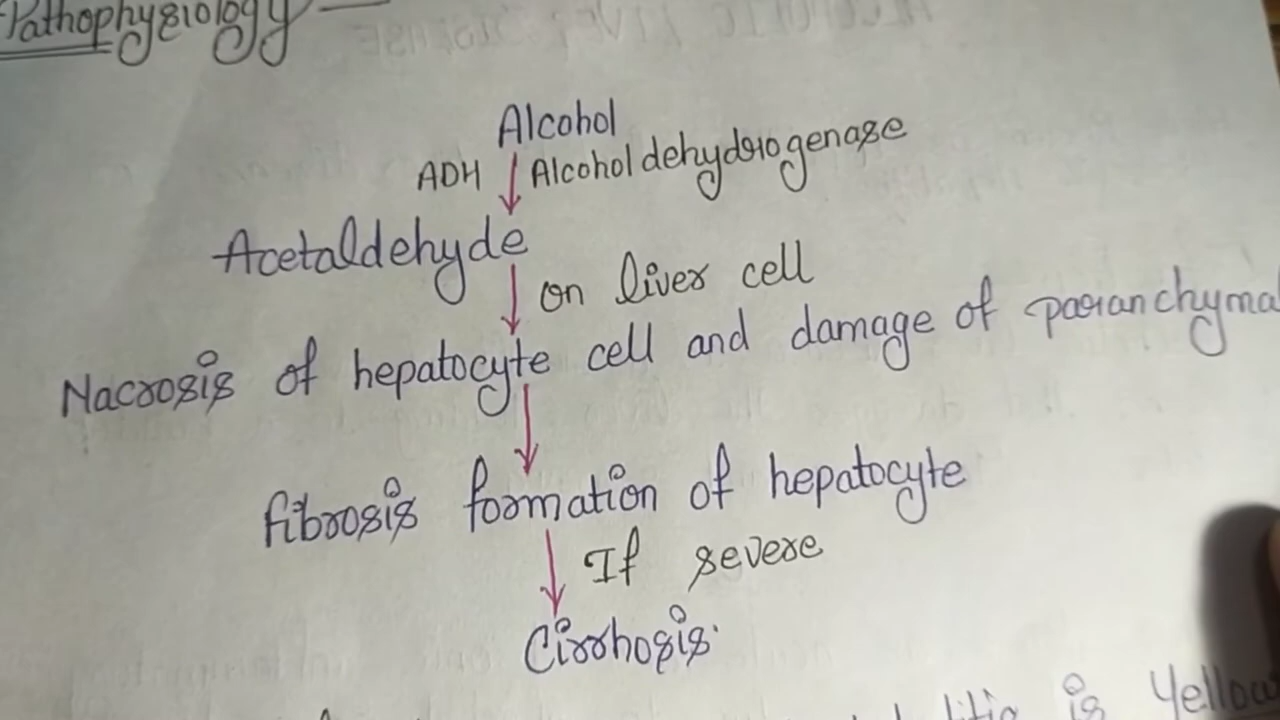 Pathophysiology
Alcohol
ADH Alcohol dehydrogenase
Acetaldehyde
on liver cell
Nacrosis of hepatocyte cell and damage of paranchyma
fibrosis formation of hepatocyte
If severe
Cirrhosis.
is Yellow